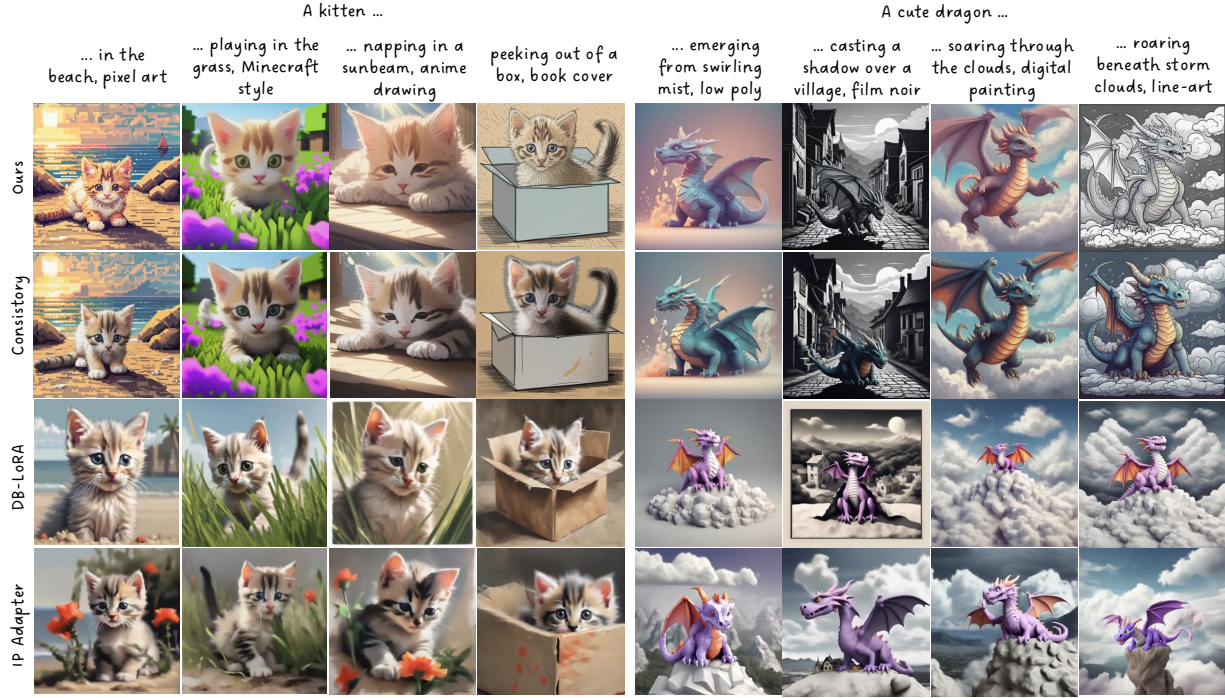 A kitten ...
A cute dragon ...
... in the
beach, pixel art
... playing in the
grass, Minecraft
style
... napping in a
sunbeam, anime
drawing
peeking out of a
box, book cover
... emerging
from swirling
mist, low poly
... casting a
shadow over a
village, film noir
... soaring through
the clouds, digital
painting
... roaring
beneath storm
clouds, line-art
Ours
Consistory
DB-LoRA
IP Adapter